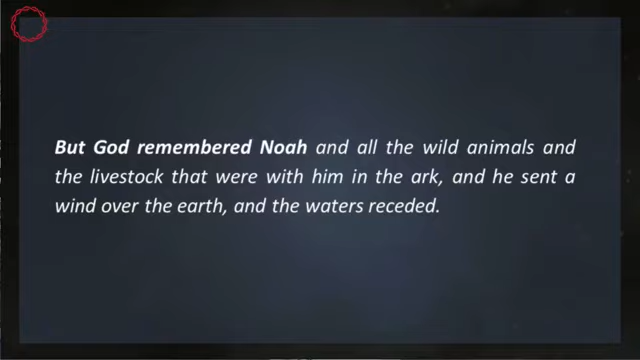 But God remembered Noah and all the wild animals and
the livestock that were with him in the ark, and he sent a
wind over the earth, and the waters receded.